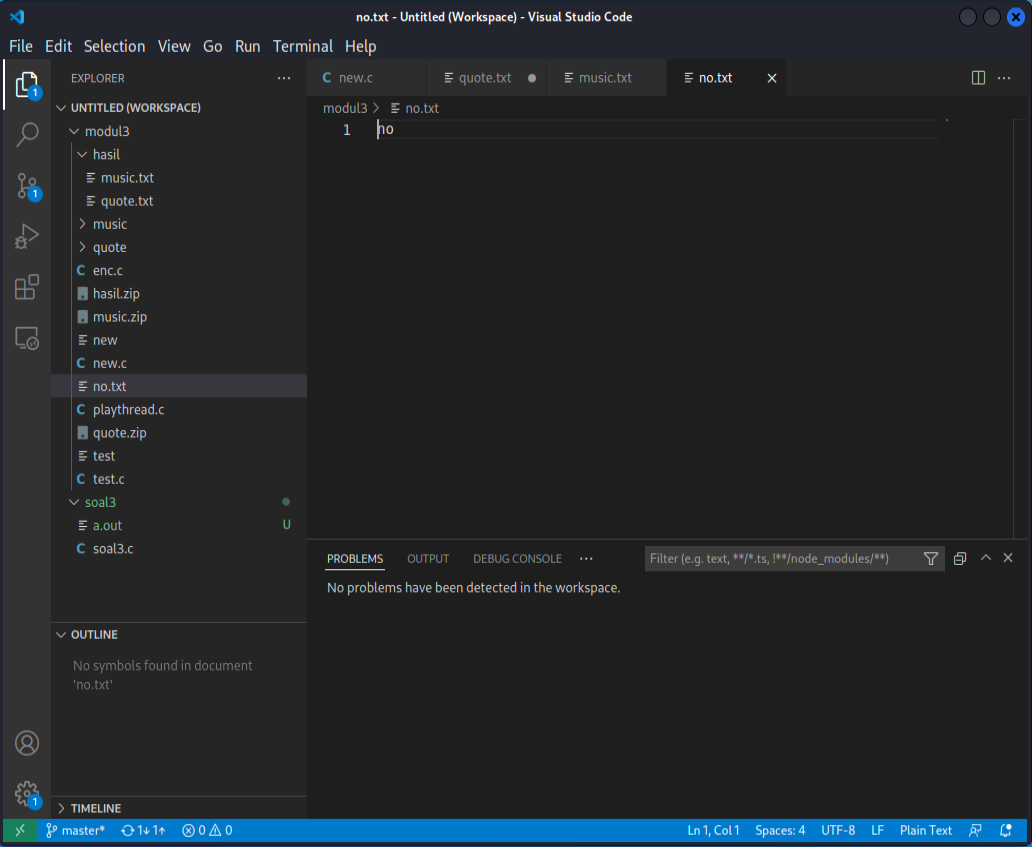 no.txt - Untitled (Workspace) - Visual Studio Code
File Edit Selection View Go Run Terminal Help
EXPLORER
UNTITLED (WORKSPACE)
modul3
hasil
music.txt
quote.txt
music
quote
C enc.c
hasil.zip
music.zip
new
C new.c
no.txt
C playthread.c
quote.zip
test
C test.c
soal3
a.out U
C soal3.c
OUTLINE
No symbols found in document
'no.txt'
TIMELINE
C new.c quote.txt music.txt no.txt
modul3 > no.txt
1 no
PROBLEMS OUTPUT DEBUG CONSOLE Filter (e.g. text, **/*.ts, !**/node_modules/**)
No problems have been detected in the workspace.
1
1
1
master* 1↓ 1↑ 0 0 Ln 1, Col 1 Spaces: 4 UTF-8 LF Plain Text